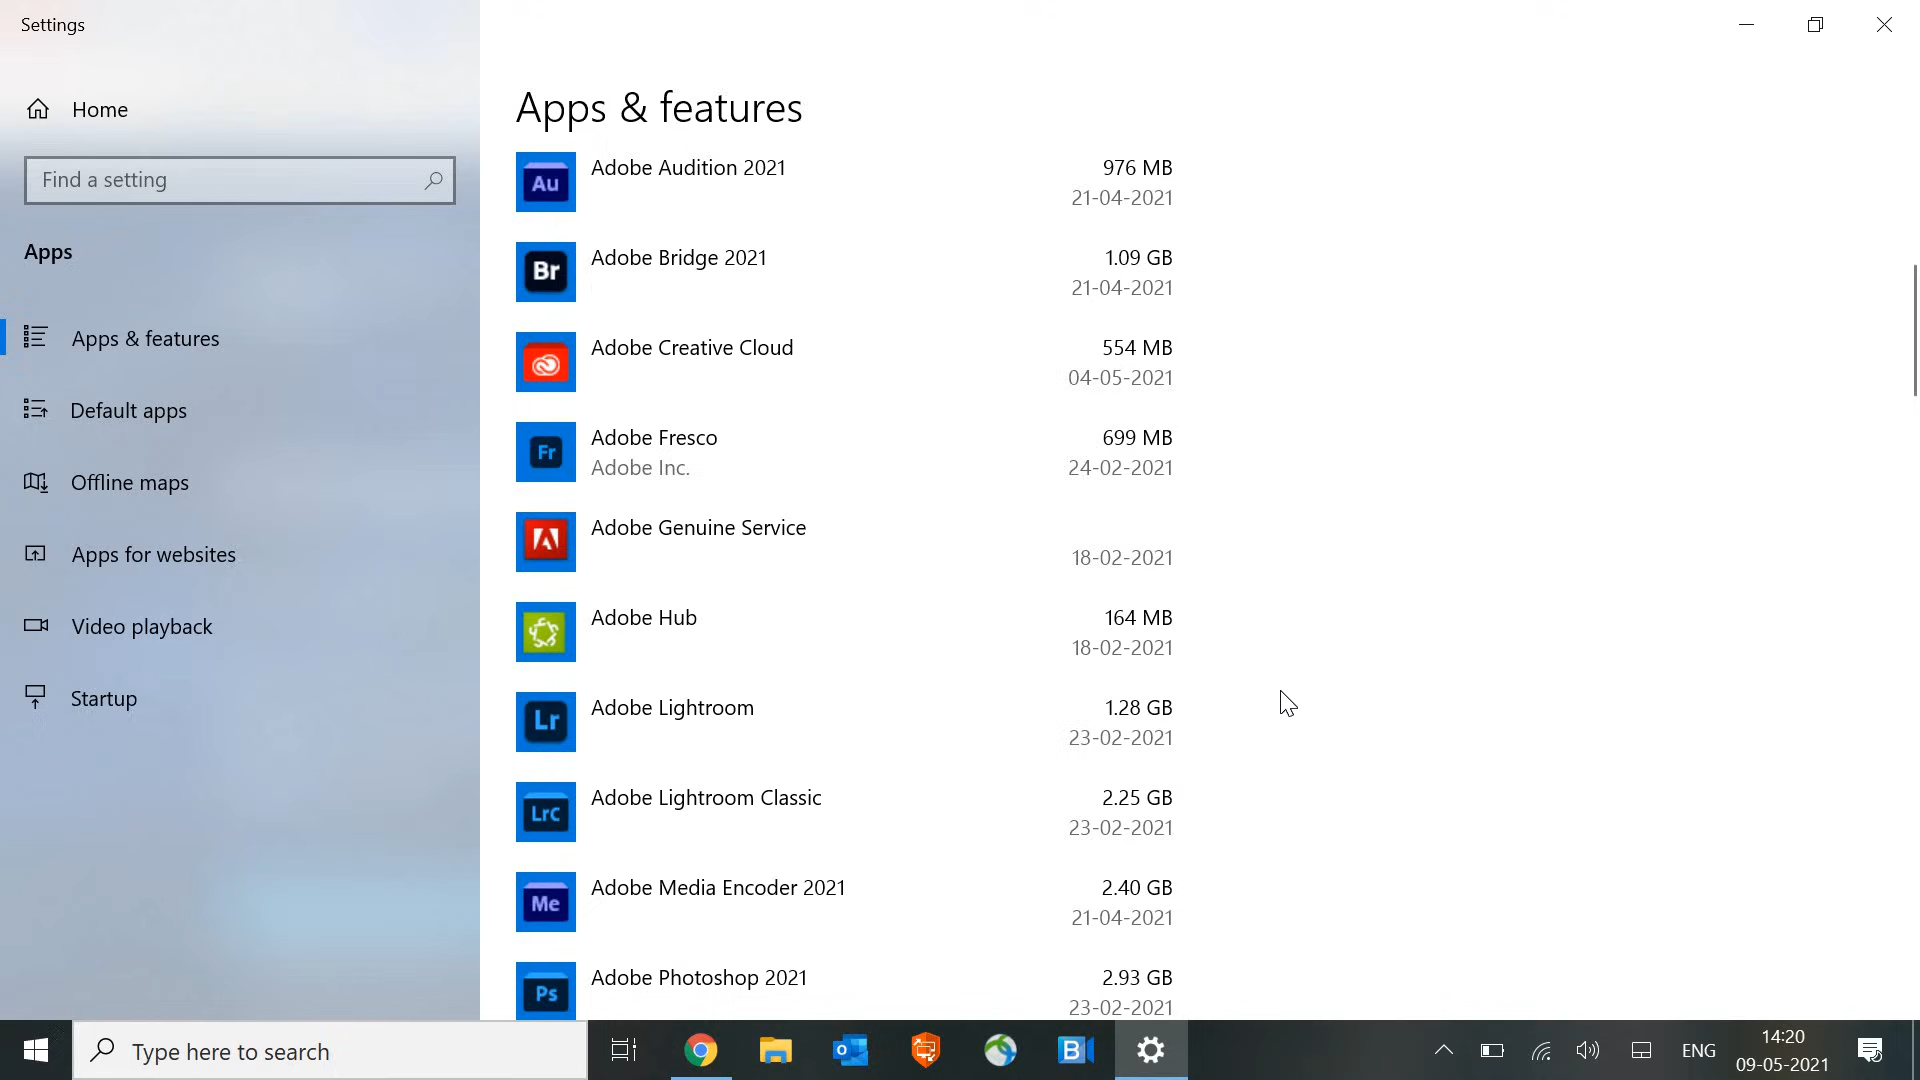 Settings
Home
Find a setting
Apps
Apps & features
Default apps
Offline maps
Apps for websites
Video playback
Startup
Apps & features
Au
Adobe Audition 2021
976 MB
21-04-2021
Br
Adobe Bridge 2021
1.09 GB
21-04-2021
Adobe Creative Cloud
554 MB
04-05-2021
Fr
Adobe Fresco
699 MB
Adobe Inc.
24-02-2021
Adobe Genuine Service
18-02-2021
Adobe Hub
164 MB
18-02-2021
Lr
Adobe Lightroom
1.28 GB
23-02-2021
LrC
Adobe Lightroom Classic
2.25 GB
23-02-2021
Me
Adobe Media Encoder 2021
2.40 GB
21-04-2021
Ps
Adobe Photoshop 2021
2.93 GB
23-02-2021
Type here to search
B
ENG
14:20
09-05-2021